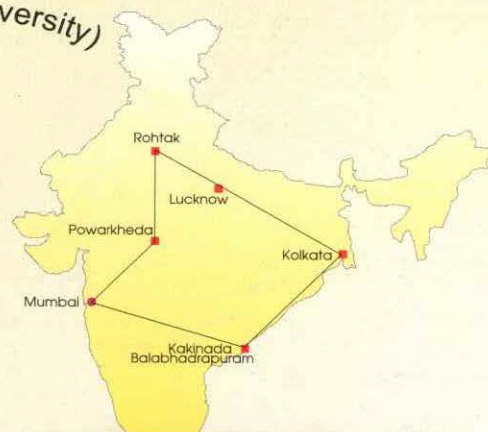 versity)
Rohtak
Lucknow
Powarkheda
Kolkata
Mumbai
Kakinada
Balabhadrapuram